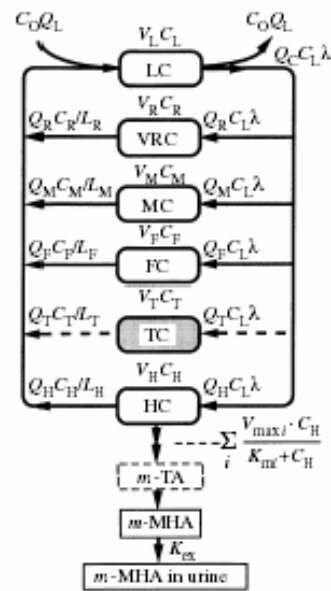 C_O Q_L C_O Q_L
V_L C_L
LC
Q_C C_L λ
V_R C_R
Q_R C_R/L_R Q_R C_L λ
VRC
V_M C_M
Q_M C_M/L_M Q_M C_L λ
MC
V_F C_F
Q_F C_F/L_F Q_F C_L λ
FC
V_T C_T
Q_T C_T/L_T Q_T C_L λ
TC
V_H C_H
Q_H C_H/L_H Q_H C_L λ
HC
∑_i V_max i · C_H / K_mi + C_H
m-TA
m-MHA
K_ex
m-MHA in urine